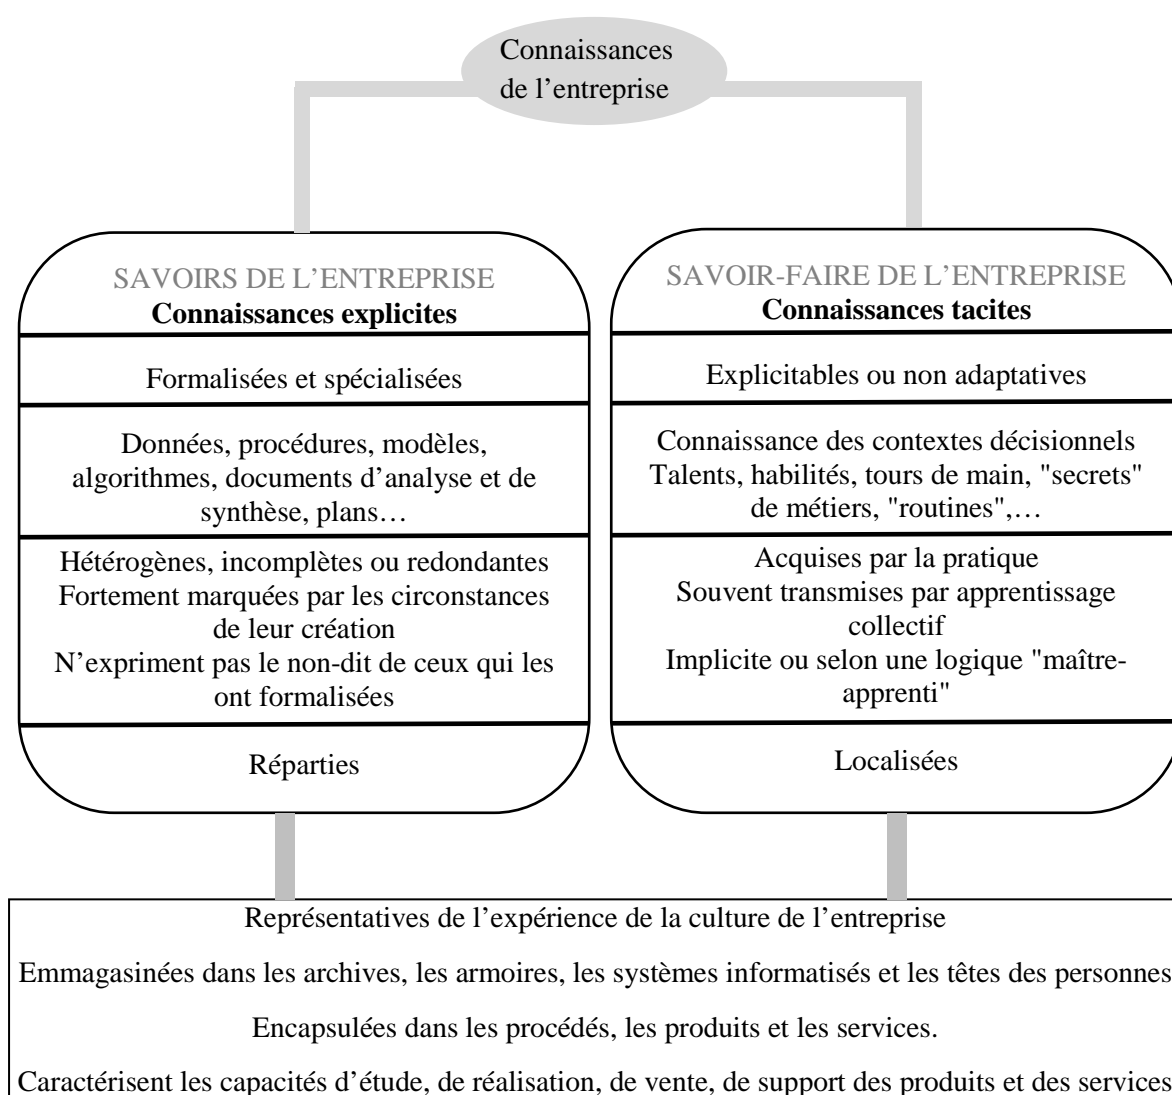 Connaissances
de l’entreprise
SAVOIRS DE L’ENTREPRISE
Connaissances explicites
Formalisées et spécialisées
Données, procédures, modèles,
algorithmes, documents d’analyse et de
synthèse, plans…
Hétérogènes, incomplètes ou redondantes
Fortement marquées par les circonstances
de leur création
N’expriment pas le non-dit de ceux qui les
ont formalisées
Réparties
SAVOIR-FAIRE DE L’ENTREPRISE
Connaissances tacites
Explicitables ou non adaptatives
Connaissance des contextes décisionnels
Talents, habilités, tours de main, "secrets"
de métiers, "routines",…
Acquises par la pratique
Souvent transmises par apprentissage
collectif
Implicite ou selon une logique "maître-
apprenti"
Localisées
Représentatives de l’expérience de la culture de l’entreprise
Emmagasinées dans les archives, les armoires, les systèmes informatisés et les têtes des personnes
Encapsulées dans les procédés, les produits et les services.
Caractérisent les capacités d’étude, de réalisation, de vente, de support des produits et des services